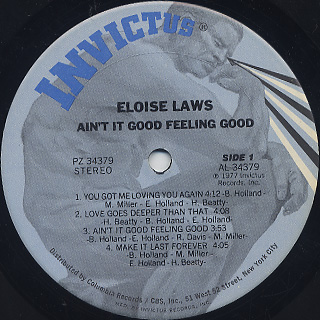 INVICTUS®
ELOISE LAWS
AIN'T IT GOOD FEELING GOOD
PZ 34379
STEREO
SIDE 1
AL 34379
℗ 1977 Invictus
Records, Inc.
1. YOU GOT ME LOVING YOU AGAIN 4:12 -B. Holland-
M. Miller- E. Holland- H. Beatty-
2. LOVE GOES DEEPER THAN THAT 4:08
-H. Beatty- B. Holland- E. Holland-
3. AIN'T IT GOOD FEELING GOOD 3:53
-B. Holland-E. Holland- R. Davis- M. Miller-
4. MAKE IT LAST FOREVER 4:05
-H. Beatty- B. Holland- M. Miller-
E. Holland -H. Beatty-
Distributed by Columbia Records / CBS, Inc., 51 West 52 Street, New York City
INVICTUS RECORDS, INC.